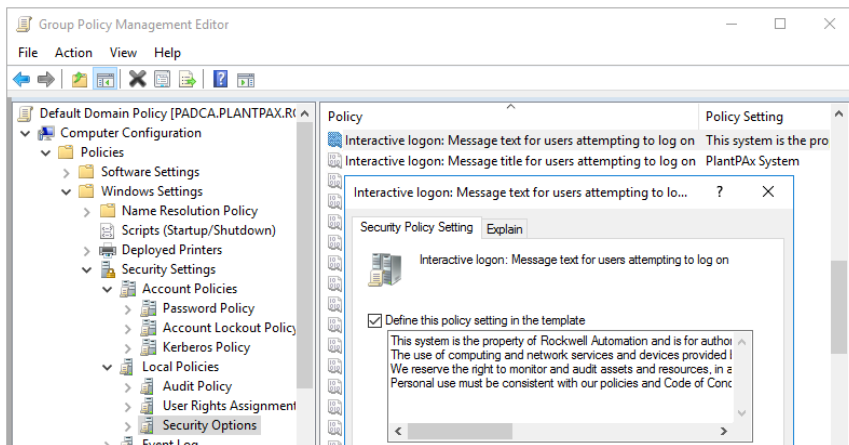 Group Policy Management Editor
File Action View Help
Default Domain Policy [PADCA.PLANTPAX.R
Computer Configuration
Policies
Software Settings
Windows Settings
Name Resolution Policy
Scripts (Startup/Shutdown)
Deployed Printers
Security Settings
Account Policies
Password Policy
Account Lockout Policy
Kerberos Policy
Local Policies
Audit Policy
User Rights Assignment
Security Options
Event Log
Policy Policy Setting
Interactive logon: Message text for users attempting to log on This system is the pro
Interactive logon: Message title for users attempting to log on PlantPAx System
Interactive logon: Message text for users attempting to lo... ?
Security Policy Setting Explain
Interactive logon: Message text for users attempting to log on
Define this policy setting in the template
This system is the property of Rockwell Automation and is for author
The use of computing and network services and devices provided
We reserve the right to monitor and audit assets and resources, in a
Personal use must be consistent with our policies and Code of Conc